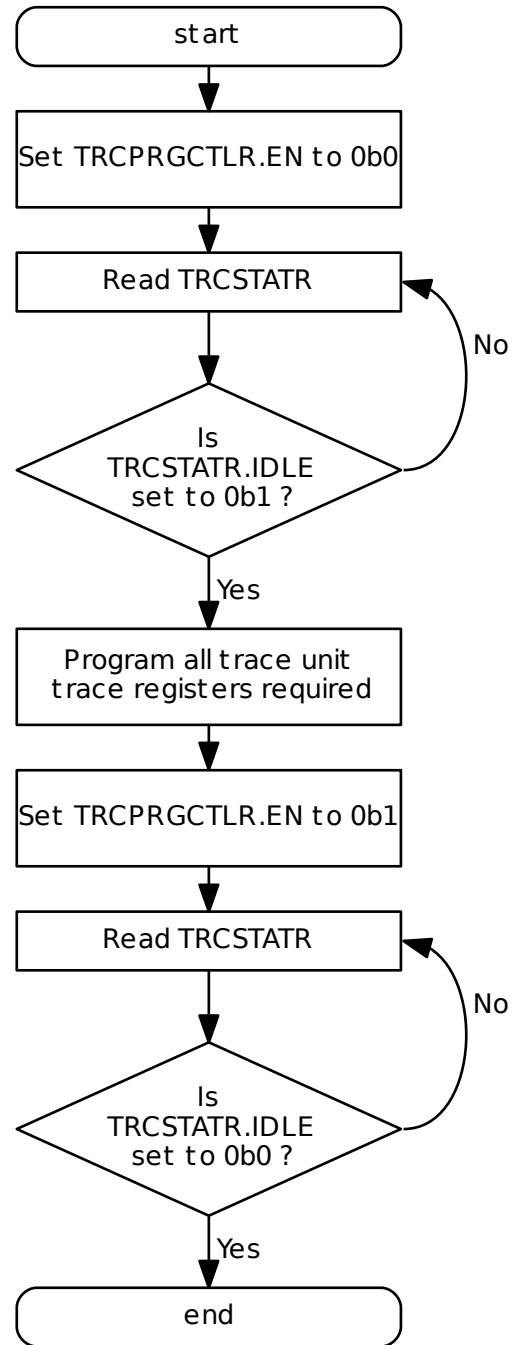 start
Set TRCPRGCTLR.EN to 0b0
Read TRCSTATR
No
Is
TRCSTATR.IDLE
set to 0b1 ?
Yes
Program all trace unit
trace registers required
Set TRCPRGCTLR.EN to 0b1
Read TRCSTATR
No
Is
TRCSTATR.IDLE
set to 0b0 ?
Yes
end